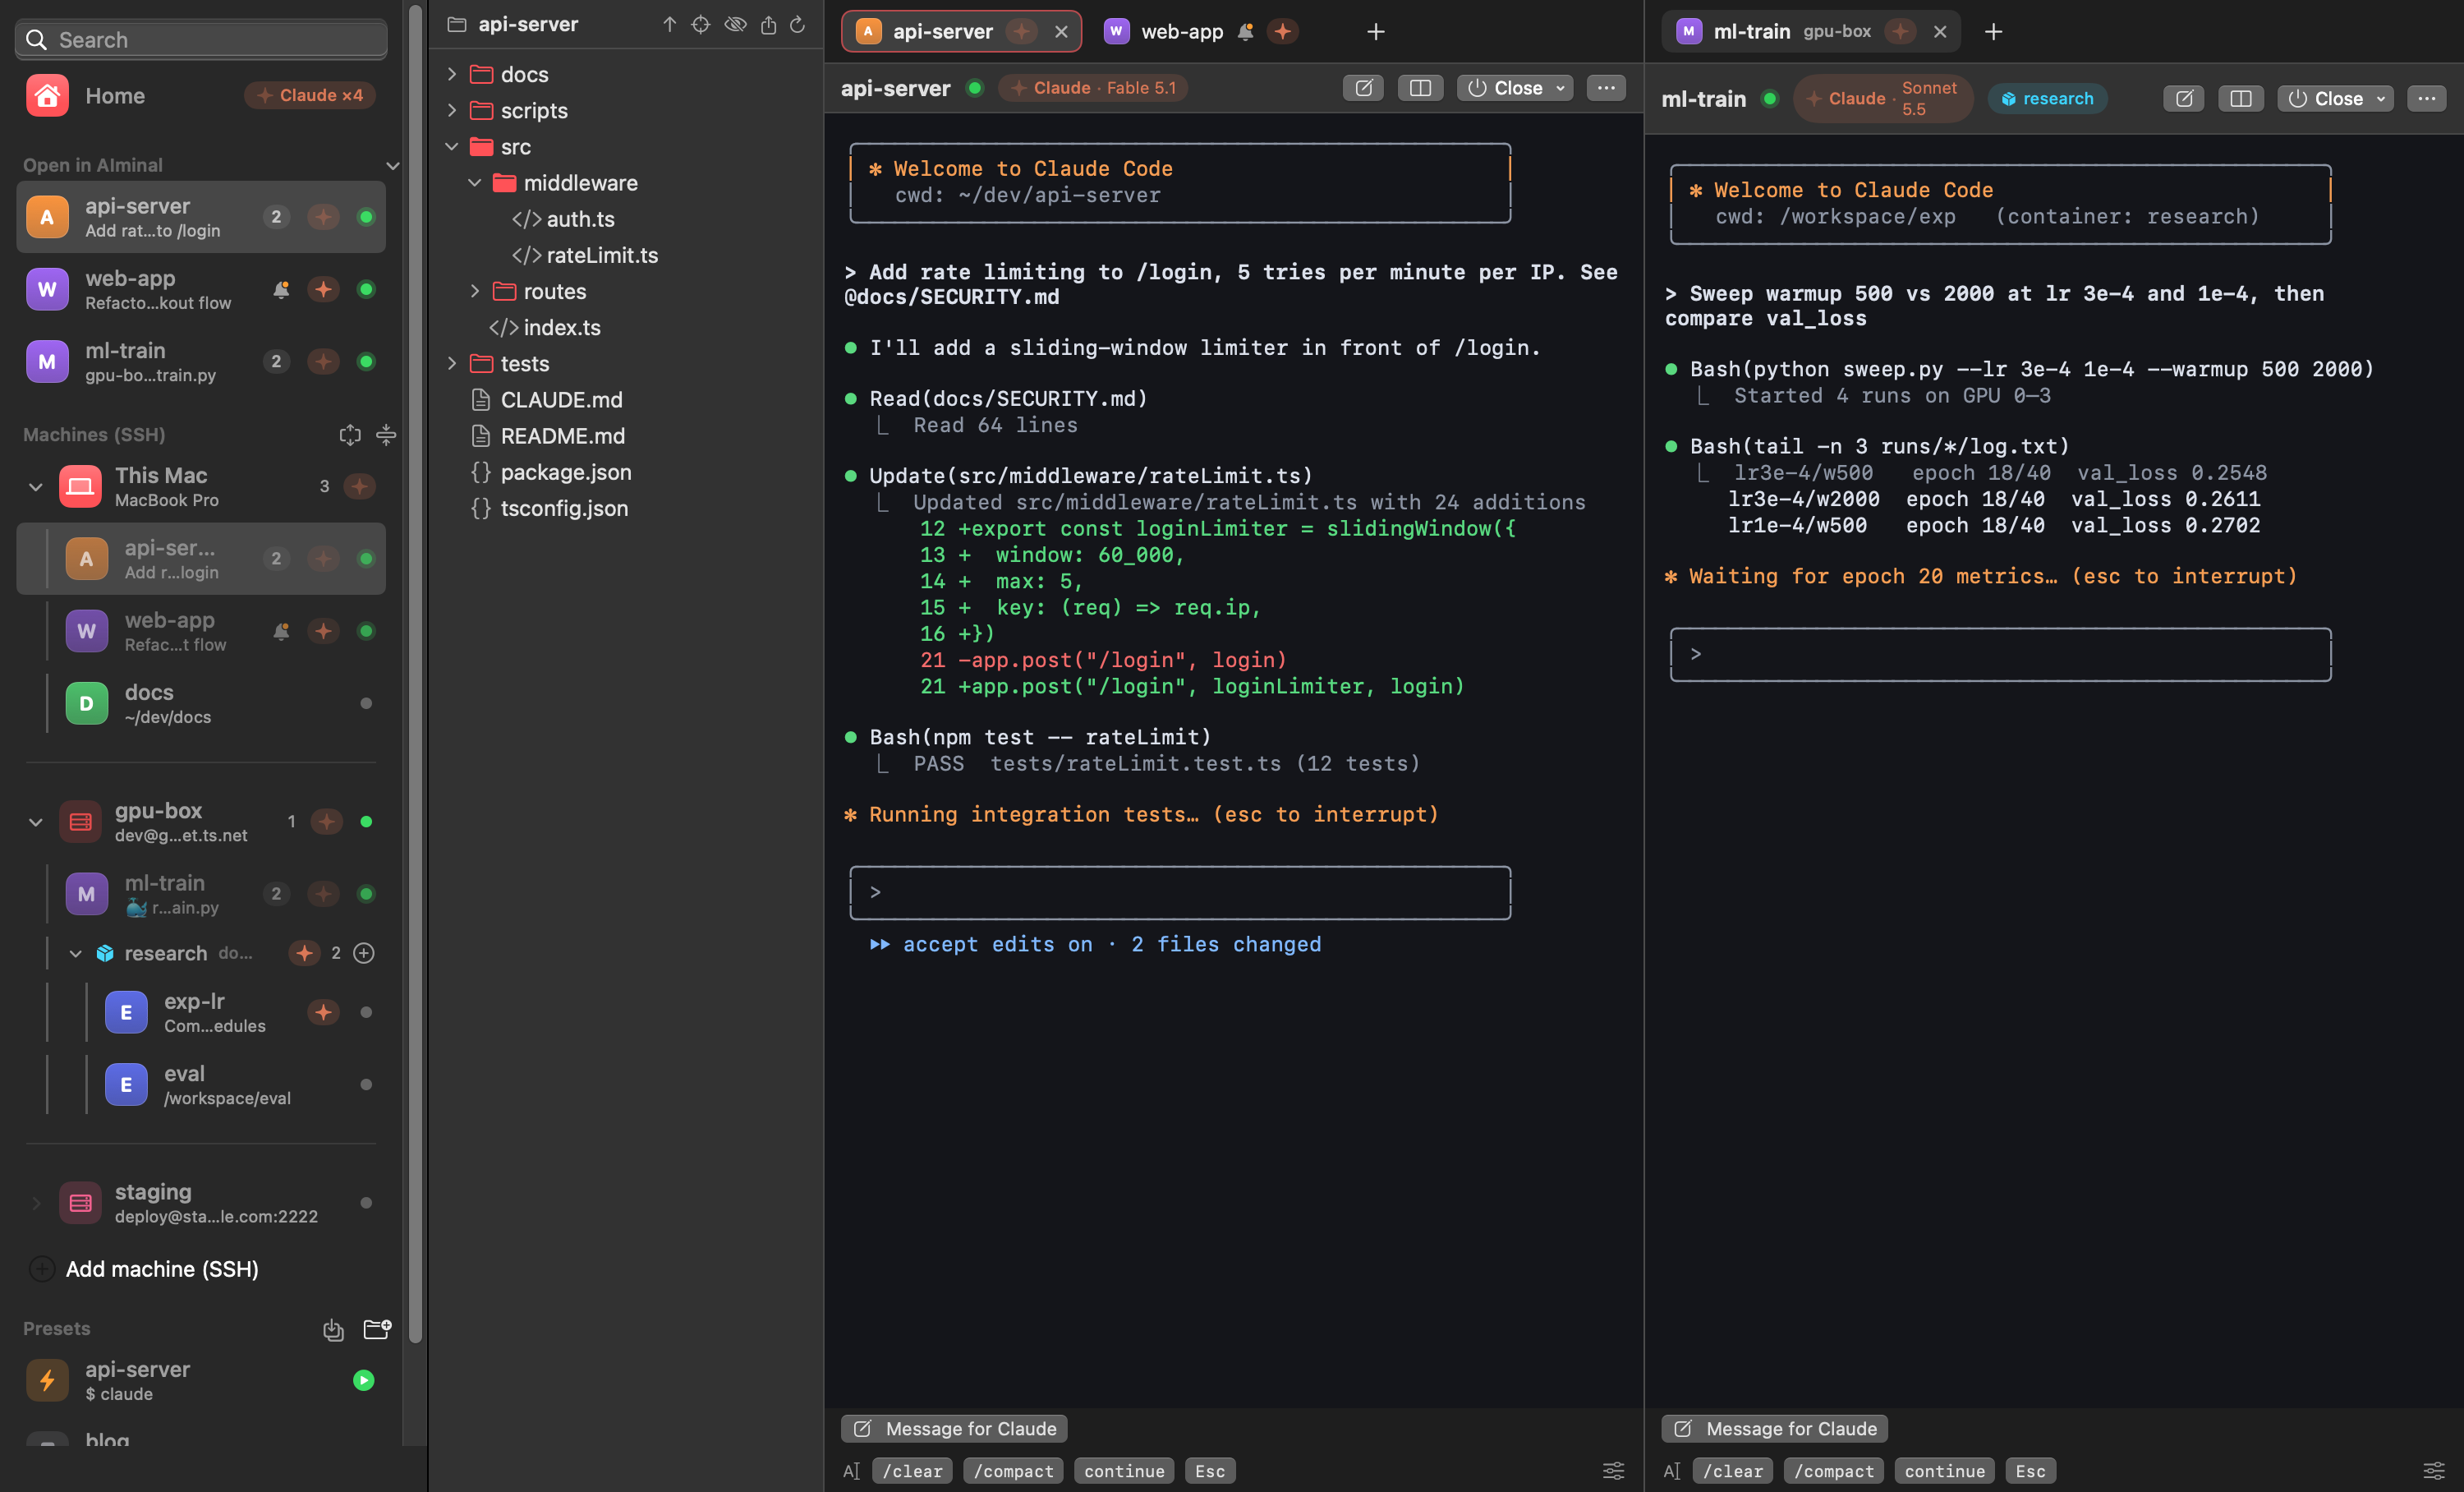 Search
Home
Claude ×4
Open in AIminal
A
api-server
Add rat...to /login
2
W
web-app
Refacto...kout flow
M
ml-train
gpu-bo...train.py
2
Machines (SSH)
This Mac
MacBook Pro
3
A
api-ser...
Add r...login
2
W
web-app
Refac...t flow
D
docs
~/dev/docs
gpu-box
dev@g...et.ts.net
1
M
ml-train
r...ain.py
2
research do...
2
E
exp-lr
Com...edules
E
eval
/workspace/eval
staging
deploy@sta...le.com:2222
Add machine (SSH)
Presets
api-server
$ claude
blog
api-server
docs
scripts
src
middleware
</> auth.ts
</> rateLimit.ts
routes
</> index.ts
tests
CLAUDE.md
README.md
{} package.json
{} tsconfig.json
A api-server
W web-app
api-server
Claude · Fable 5.1
Close
✻ Welcome to Claude Code
cwd: ~/dev/api-server
> Add rate limiting to /login, 5 tries per minute per IP. See
@docs/SECURITY.md
I'll add a sliding-window limiter in front of /login.
Read(docs/SECURITY.md)
Read 64 lines
Update(src/middleware/rateLimit.ts)
Updated src/middleware/rateLimit.ts with 24 additions
12 +export const loginLimiter = slidingWindow({
13 +  window: 60_000,
14 +  max: 5,
15 +  key: (req) => req.ip,
16 +})
21 -app.post("/login", login)
21 +app.post("/login", loginLimiter, login)
Bash(npm test -- rateLimit)
PASS  tests/rateLimit.test.ts (12 tests)
✻ Running integration tests… (esc to interrupt)
>
accept edits on · 2 files changed
Message for Claude
/clear
/compact
continue
Esc
M ml-train gpu-box
ml-train
Claude · Sonnet
5.5
research
Close
✻ Welcome to Claude Code
cwd: /workspace/exp   (container: research)
> Sweep warmup 500 vs 2000 at lr 3e-4 and 1e-4, then
compare val_loss
Bash(python sweep.py --lr 3e-4 1e-4 --warmup 500 2000)
Started 4 runs on GPU 0–3
Bash(tail -n 3 runs/*/log.txt)
lr3e-4/w500   epoch 18/40  val_loss 0.2548
lr3e-4/w2000  epoch 18/40  val_loss 0.2611
lr1e-4/w500   epoch 18/40  val_loss 0.2702
✻ Waiting for epoch 20 metrics… (esc to interrupt)
>
Message for Claude
/clear
/compact
continue
Esc